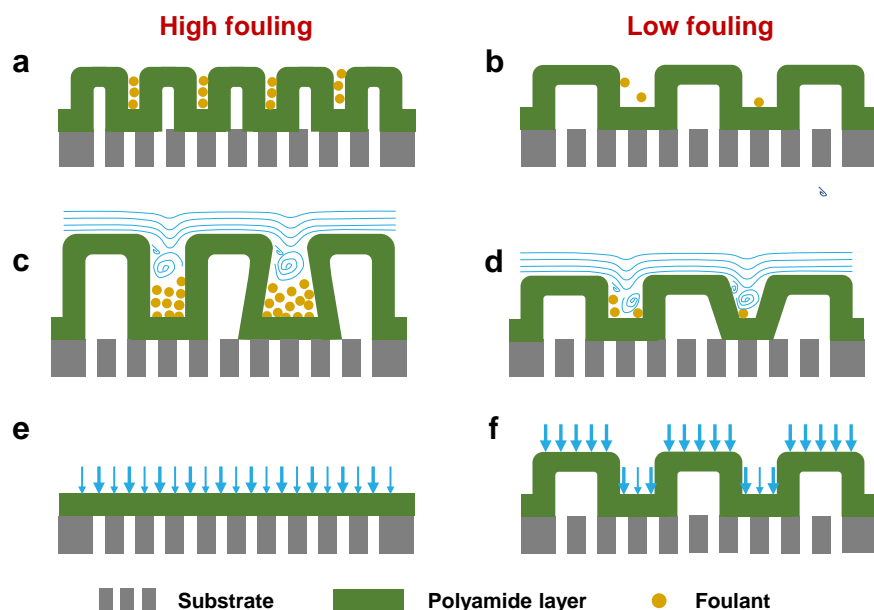 High fouling
Low fouling
a
b
c
d
e
f
Substrate
Polyamide layer
Foulant